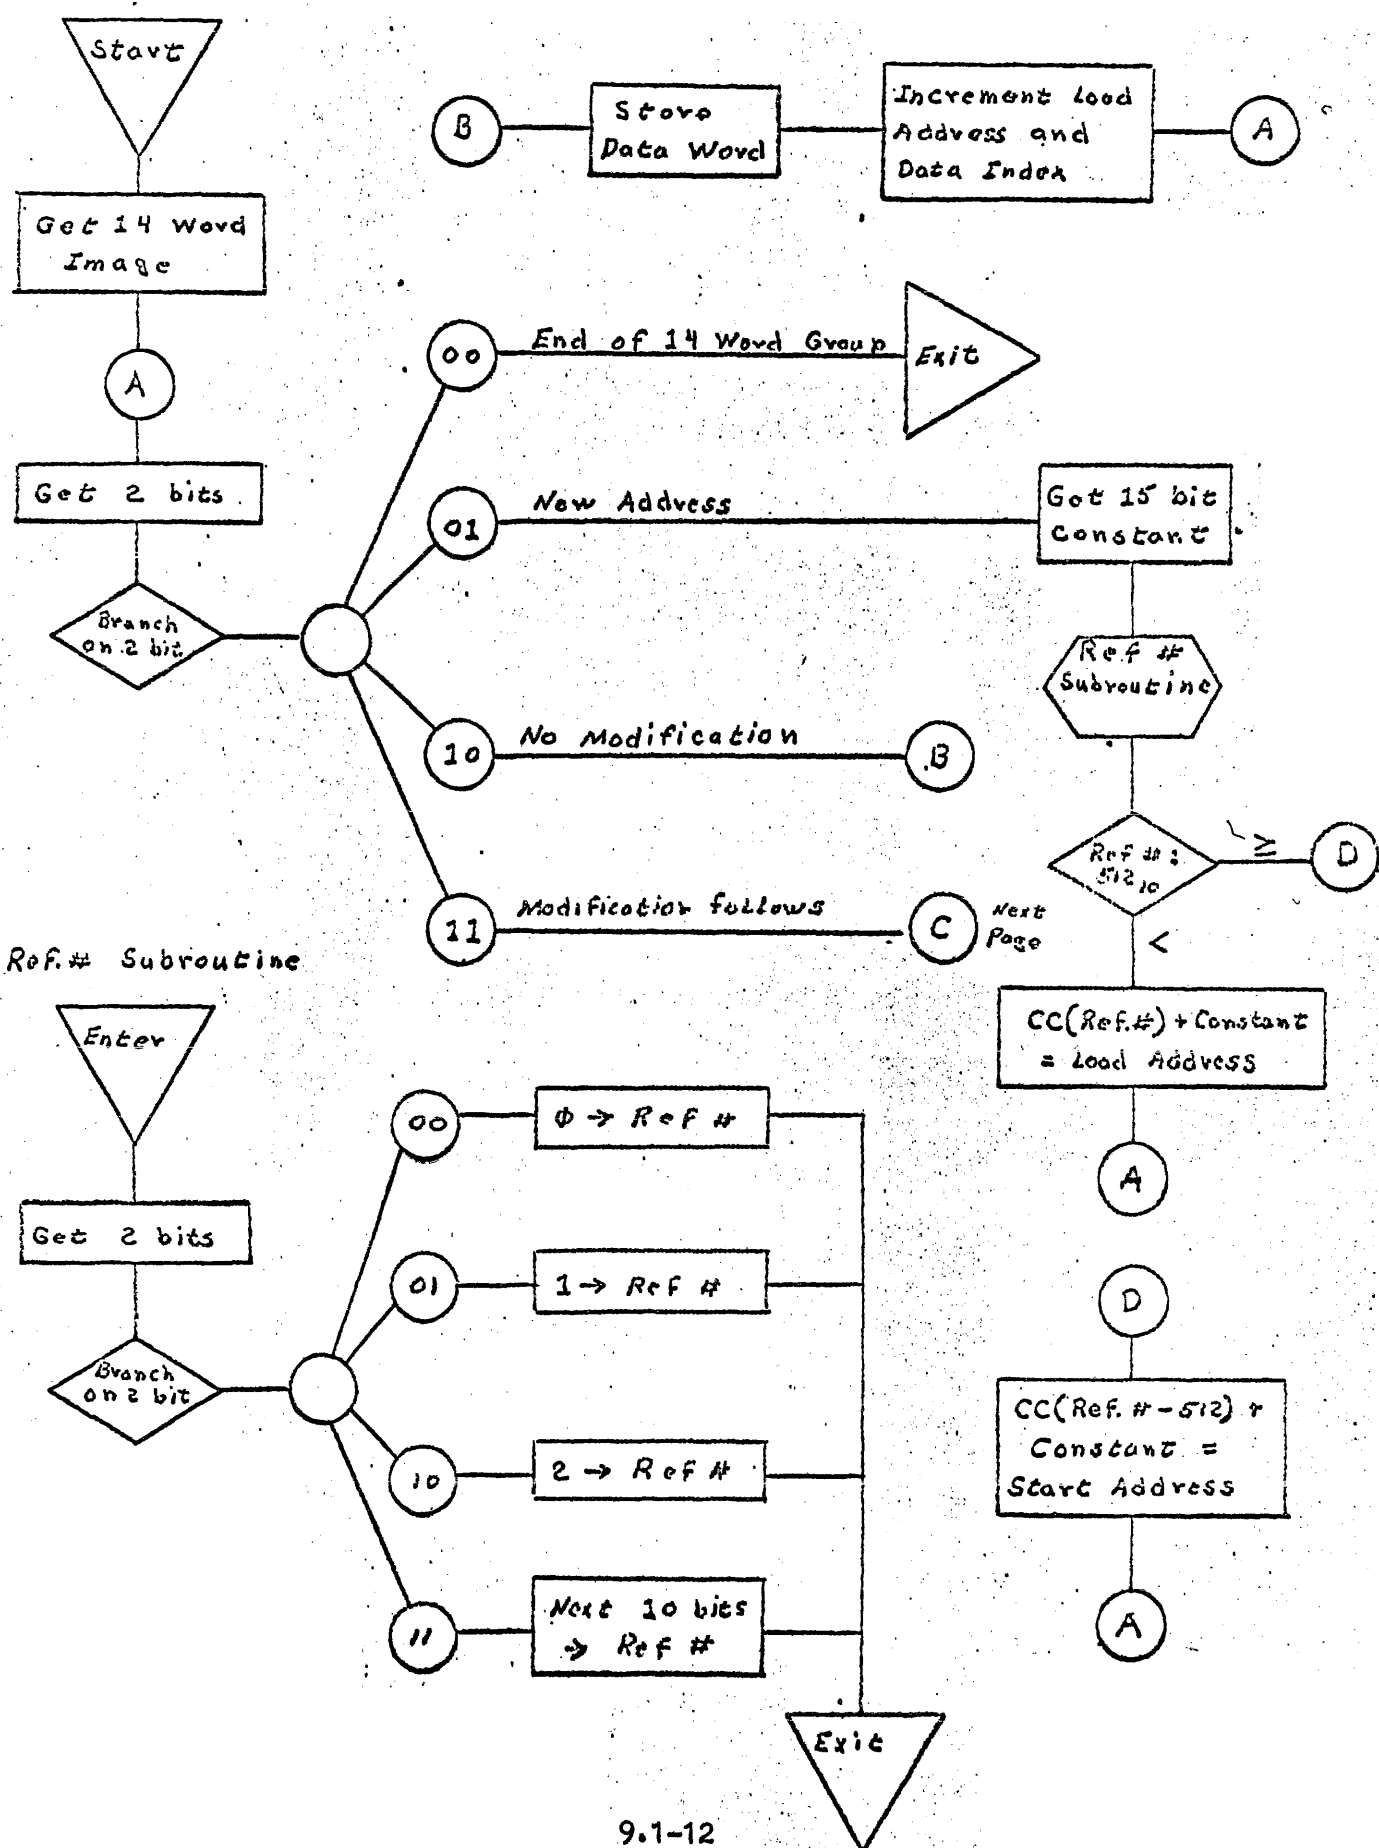 Start
Get 14 Word
Image
A
Get 2 bits
Branch
on 2 bit
B
Store
Data Word
Increment Load
Address and
Data Index
A
00
End of 14 Word Group
Exit
01
New Address
Get 15 bit
Constant
Ref #
Subroutine
Ref #:
512 10
≥
D
<
CC(Ref.#) + Constant
= Load Address
A
10
No Modification
B
11
Modification follows
C
Next
Page
Ref.# Subroutine
Enter
Get 2 bits
Branch
on 2 bit
00
Φ → Ref #
01
1 → Ref #
10
2 → Ref #
11
Next 10 bits
→ Ref #
Exit
D
CC(Ref.#-512) +
Constant =
Start Address
A
9.1-12